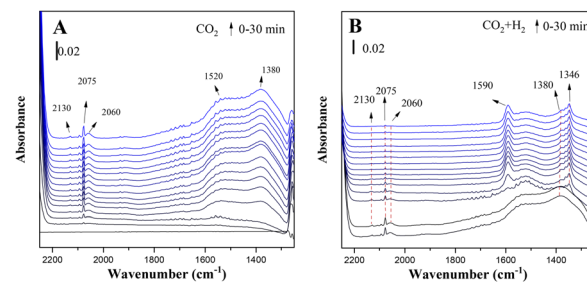 A
CO₂ ↑ 0-30 min
0.02
2075
2130
2060
1520
1380
Absorbance
2200 2000 1800 1600 1400
Wavenumber (cm⁻¹)
B
CO₂+H₂ ↑ 0-30 min
0.02
2075
2130
2060
1590
1380
1346
Absorbance
2200 2000 1800 1600 1400
Wavenumber (cm⁻¹)